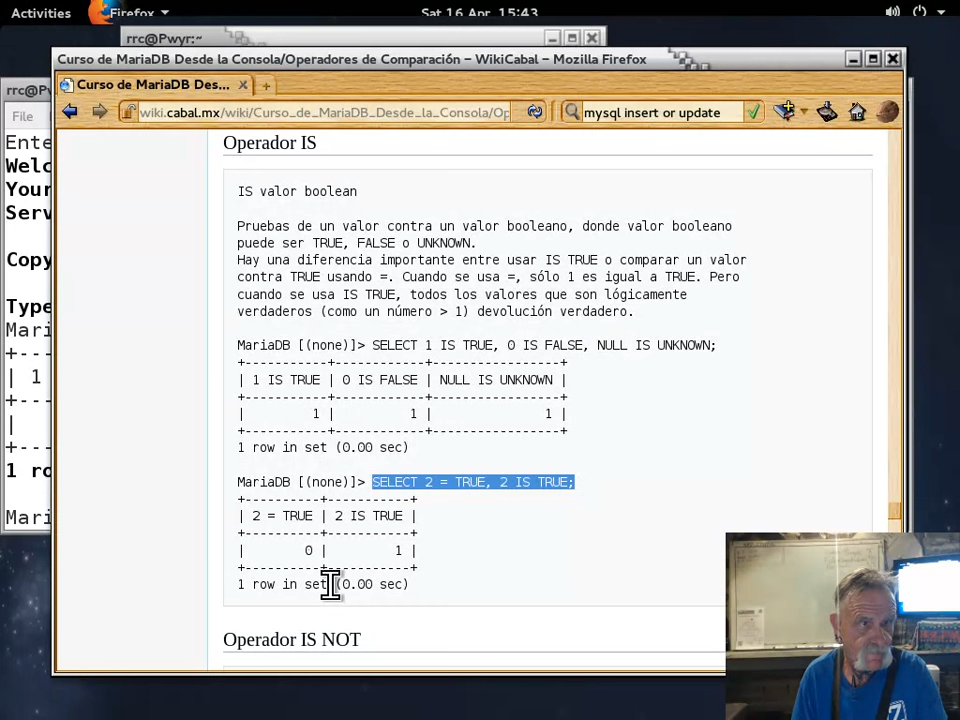 Activities Firefox Sat 16 Apr, 15:43
rrc@Pwyr:~
Curso de MariaDB Desde la Consola/Operadores de Comparación – WikiCabal – Mozilla Firefox
Curso de MariaDB Des...
wiki.cabal.mx/wiki/Curso_de_MariaDB_Desde_la_Consola/Op
mysql insert or update
rrc@Pw
File
Ente
Welc
Your
Serv
Copy
Type
Mari
+---
| 1
+---
|
+---
1 ro
Mari
Operador IS
IS valor boolean
Pruebas de un valor contra un valor booleano, donde valor booleano
puede ser TRUE, FALSE o UNKNOWN.
Hay una diferencia importante entre usar IS TRUE o comparar un valor
contra TRUE usando =. Cuando se usa =, sólo 1 es igual a TRUE. Pero
cuando se usa IS TRUE, todos los valores que son lógicamente
verdaderos (como un número > 1) devolución verdadero.
MariaDB [(none)]> SELECT 1 IS TRUE, 0 IS FALSE, NULL IS UNKNOWN;
+-----------+------------+-----------------+
| 1 IS TRUE | 0 IS FALSE | NULL IS UNKNOWN |
+-----------+------------+-----------------+
| 1 | 1 | 1 |
+-----------+------------+-----------------+
1 row in set (0.00 sec)
MariaDB [(none)]> SELECT 2 = TRUE, 2 IS TRUE;
+----------+-----------+
| 2 = TRUE | 2 IS TRUE |
+----------+-----------+
| 0 | 1 |
+----------+-----------+
1 row in set (0.00 sec)
Operador IS NOT